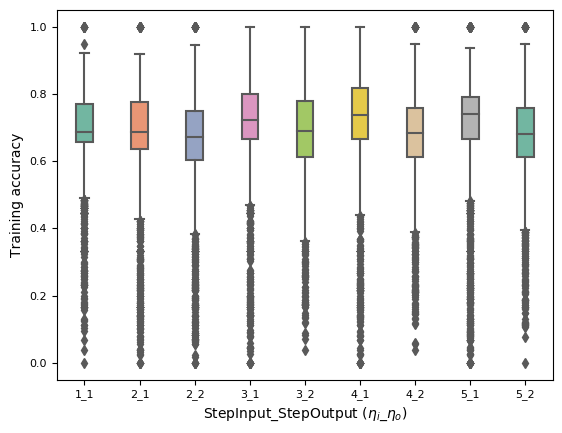 1.0
0.8
0.6
0.4
0.2
0.0
Training accuracy
1_1 2_1 2_2 3_1 3_2 4_1 4_2 5_1 5_2
StepInput_StepOutput (η_i_η_o)